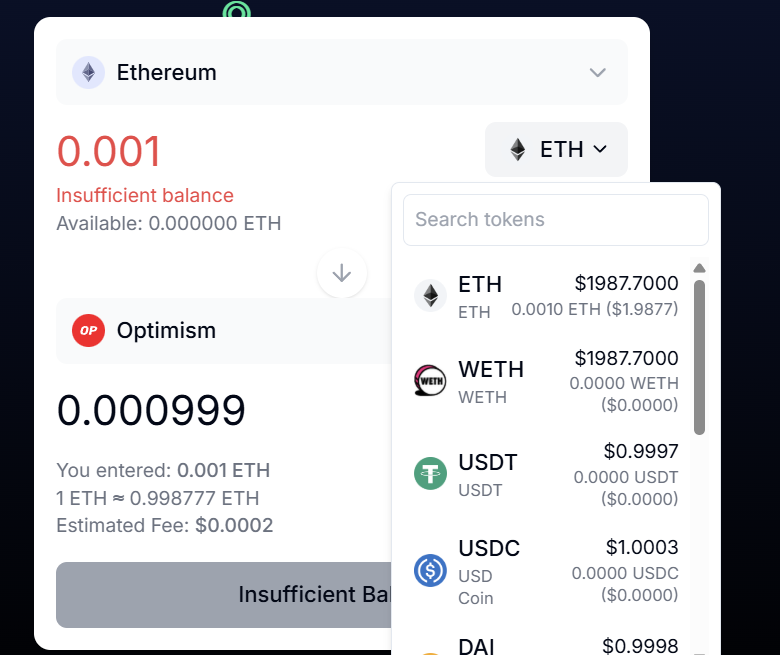 Ethereum
0.001
ETH
Insufficient balance
Available: 0.000000 ETH
OP Optimism
0.000999
You entered: 0.001 ETH
1 ETH ≈ 0.998777 ETH
Estimated Fee: $0.0002
Insufficient Ba
Search tokens
ETH $1987.7000
ETH 0.0010 ETH ($1.9877)
WETH
WETH $1987.7000
WETH 0.0000 WETH
($0.0000)
USDT $0.9997
USDT 0.0000 USDT
($0.0000)
USDC $1.0003
USD 0.0000 USDC
Coin ($0.0000)
DAI $0.9998